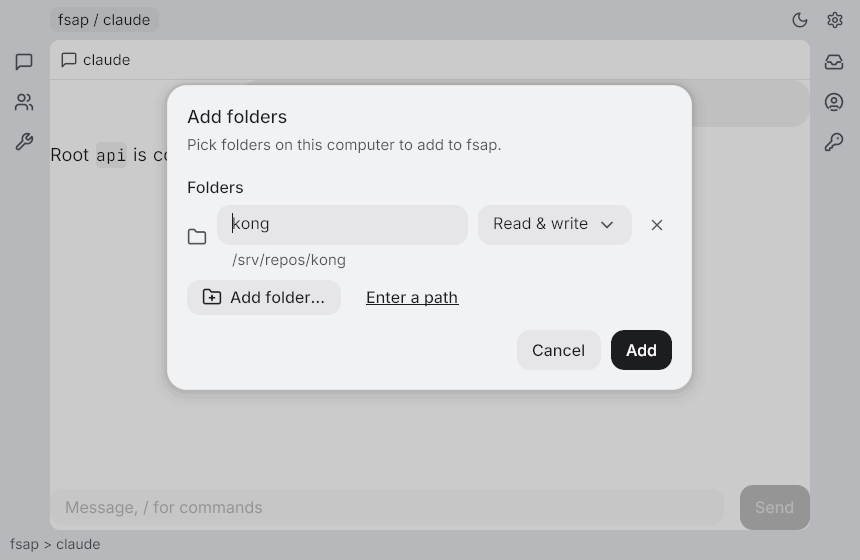 fsap / claude
claude
Add folders
Pick folders on this computer to add to fsap.
Root api is co
Folders
kong
Read & write
/srv/repos/kong
Add folder...
Enter a path
Cancel
Add
Message, / for commands
Send
fsap > claude